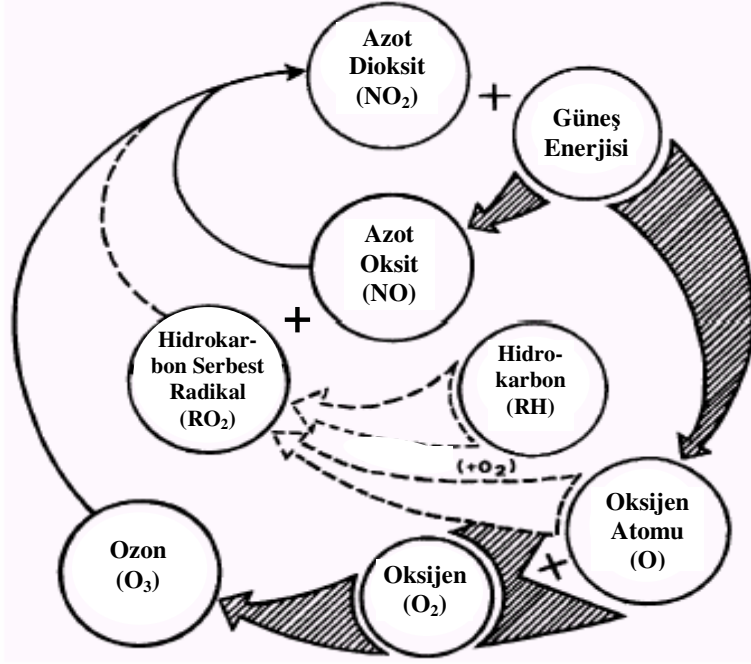 Azot
Dioksit
(NO₂)
+
Güneş
Enerjisi
Azot
Oksit
(NO)
+
Hidrokar-
bon Serbest
Radikal
(RO₂)
Hidro-
karbon
(RH)
(+O₂)
Oksijen
Atomu
(O)
+
Oksijen
(O₂)
Ozon
(O₃)